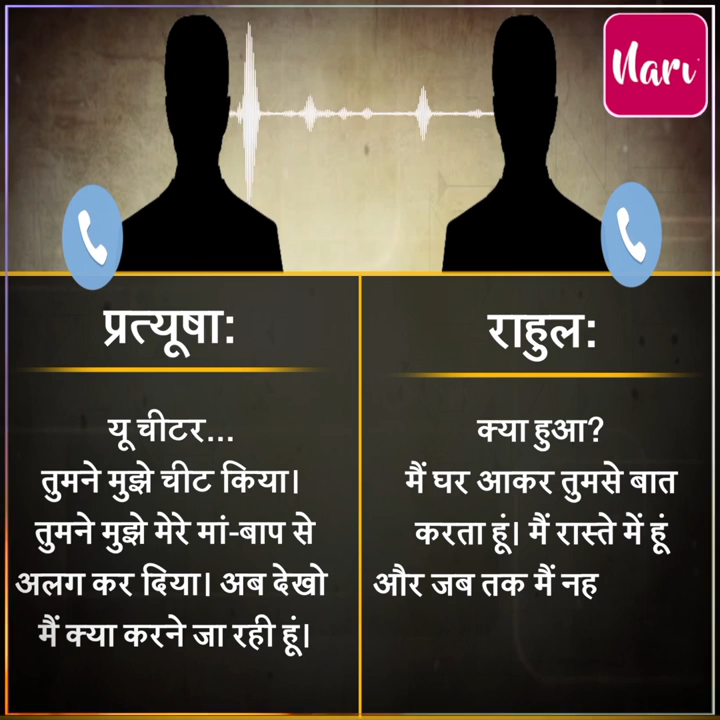 Nari
प्रत्यूषा:
यू चीटर...
तुमने मुझे चीट किया।
तुमने मुझे मेरे मां-बाप से
अलग कर दिया। अब देखो
मैं क्या करने जा रही हूं।
राहुल:
क्या हुआ?
मैं घर आकर तुमसे बात
करता हूं। मैं रास्ते में हूं
और जब तक मैं नह